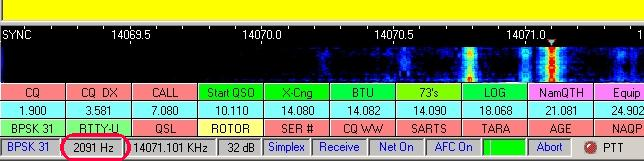 SYNC 14069.5 14070.0 14070.5 14071.0
CQ CQ DX CALL Start QSO X-Cng BTU 73's LOG NamQTH Equip
1.900 3.581 7.080 10.110 14.080 14.082 14.090 18.068 21.081 24.902
BPSK 31 RTTY-U QSL ROTOR SER # CQ WW SARTS TARA AGE NAQP
BPSK 31 2091 Hz 14071.101 KHz 32 dB Simplex Receive Net On AFC On Abort PTT